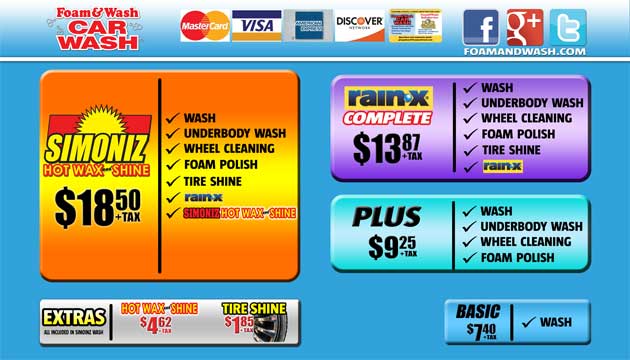 Foam & Wash
CAR
WASH
MasterCard
VISA
AMERICAN
EXPRESS
DISCOVER
NETWORK
FOAMANDWASH.COM
SIMONIZ
HOT WAX and SHINE
$18.50
+TAX
WASH
UNDERBODY WASH
WHEEL CLEANING
FOAM POLISH
TIRE SHINE
rain-x
SIMONIZ HOT WAX and SHINE
rain-x
COMPLETE
$13.87
+TAX
WASH
UNDERBODY WASH
WHEEL CLEANING
FOAM POLISH
TIRE SHINE
rain-x
PLUS
$9.25
+TAX
WASH
UNDERBODY WASH
WHEEL CLEANING
FOAM POLISH
EXTRAS
ALL INCLUDED IN SIMONIZ WASH
HOT WAX and SHINE
$4.62
+TAX
TIRE SHINE
$1.85
+TAX
BASIC
$7.40
+TAX
WASH